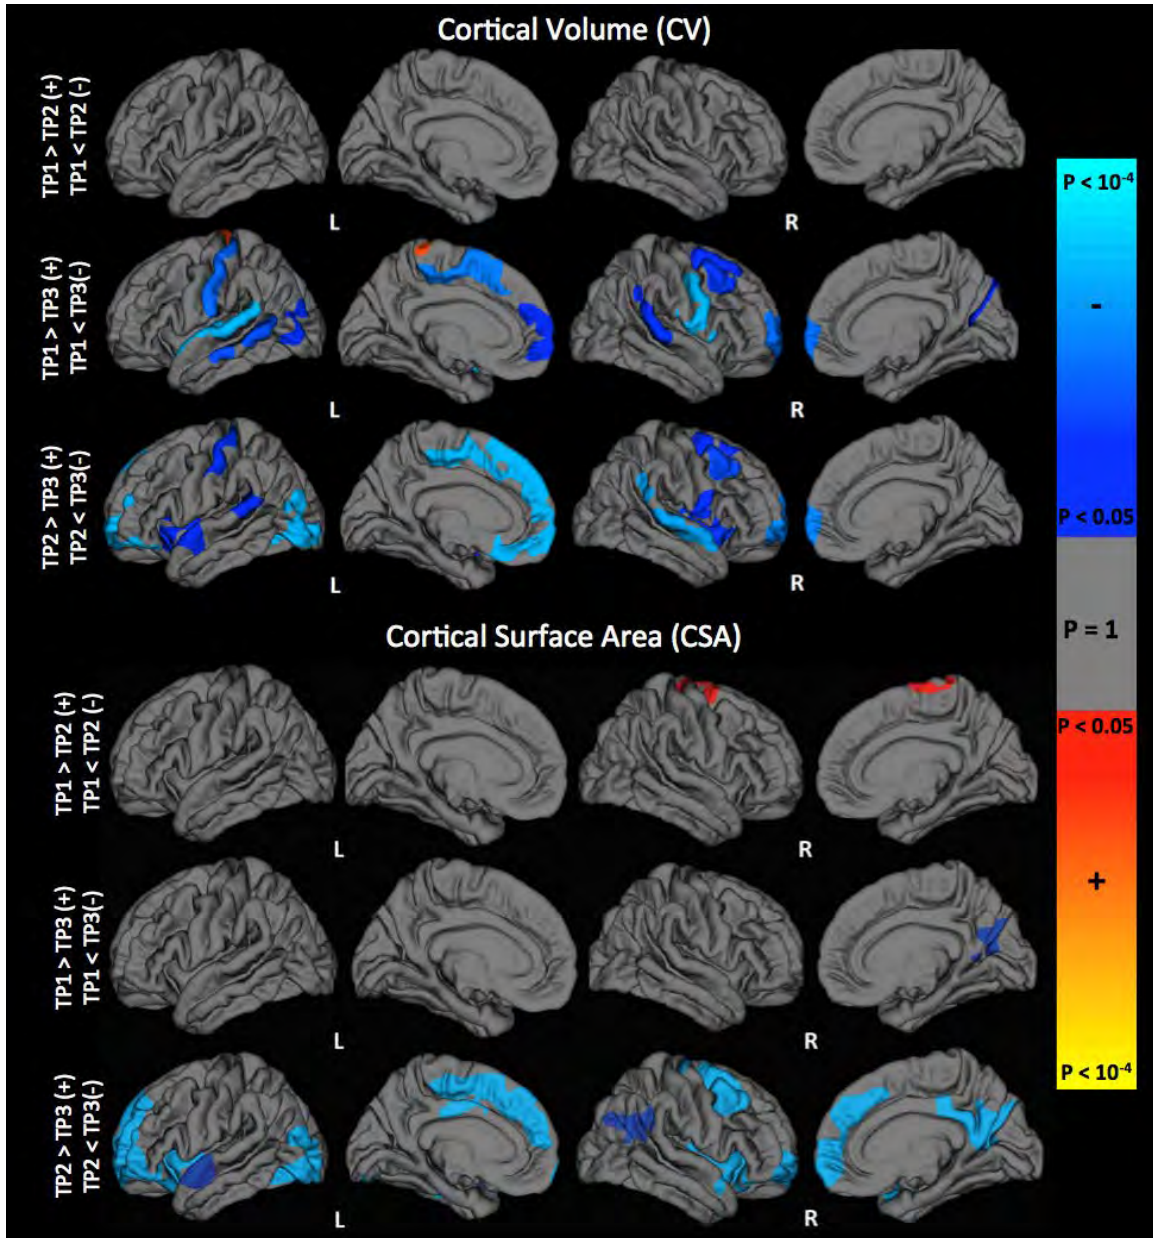 Cortical Volume (CV)
TP1 > TP2 (+)
TP1 < TP2 (-)
L
R
TP1 > TP3 (+)
TP1 < TP3(-)
L
R
TP2 > TP3 (+)
TP2 < TP3(-)
L
R
Cortical Surface Area (CSA)
TP1 > TP2 (+)
TP1 < TP2 (-)
L
R
TP1 > TP3 (+)
TP1 < TP3(-)
L
R
TP2 > TP3 (+)
TP2 < TP3(-)
L
R
P < 10⁻⁴
-
P < 0.05
P = 1
P < 0.05
+
P < 10⁻⁴